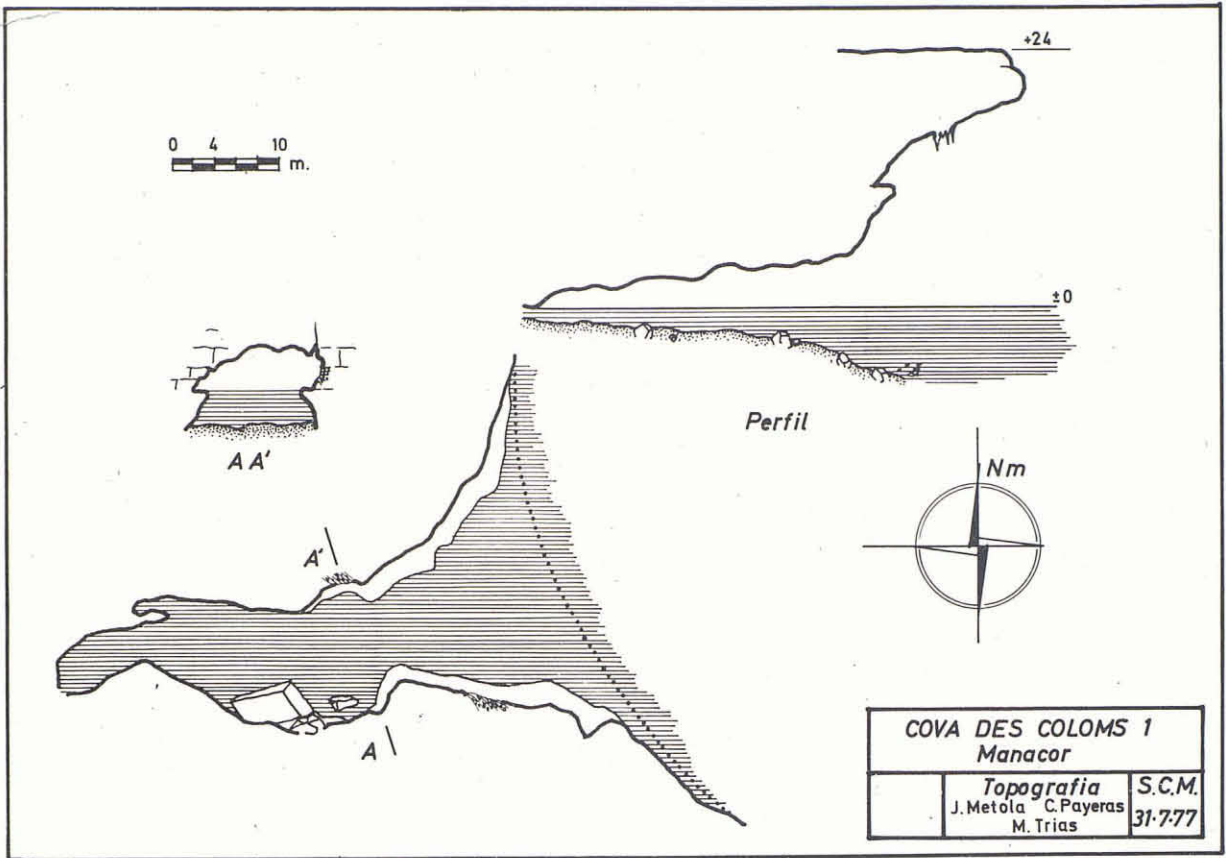 +24
0 4 10
m.
±0
Perfil
AA'
Nm
A'
S
A
COVA DES COLOMS 1
Manacor
Topografia
J.Metola C.Payeras
M.Trias
S.C.M.
31·7·77